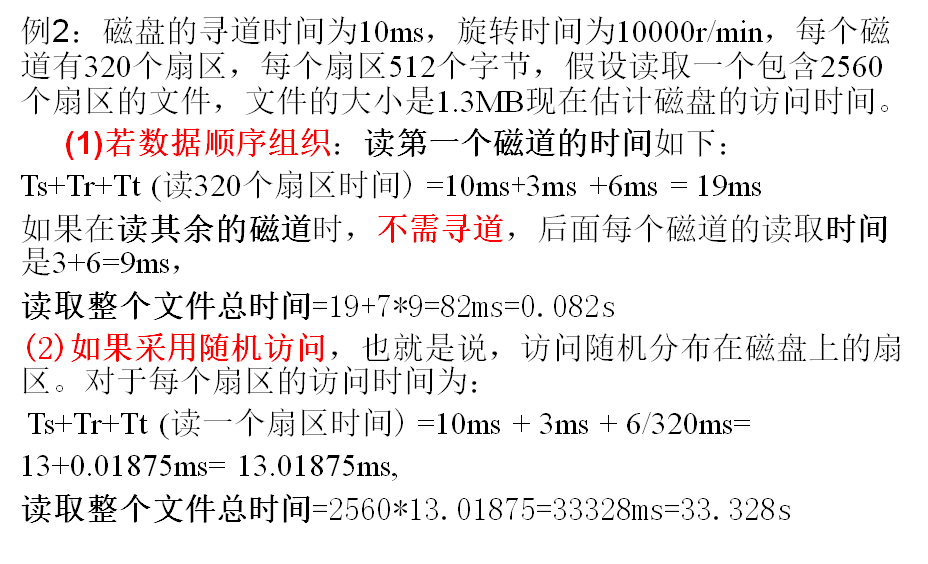 例2：磁盘的寻道时间为10ms，旋转时间为10000r/min，每个磁
道有320个扇区，每个扇区512个字节，假设读取一个包含2560
个扇区的文件，文件的大小是1.3MB现在估计磁盘的访问时间。
(1)若数据顺序组织：读第一个磁道的时间如下：
Ts+Tr+Tt (读320个扇区时间）=10ms+3ms +6ms = 19ms
如果在读其余的磁道时，不需寻道，后面每个磁道的读取时间
是3+6=9ms，
读取整个文件总时间=19+7*9=82ms=0.082s
(2)如果采用随机访问，也就是说，访问随机分布在磁盘上的扇
区。对于每个扇区的访问时间为：
Ts+Tr+Tt (读一个扇区时间）=10ms + 3ms + 6/320ms=
13+0.01875ms= 13.01875ms,
读取整个文件总时间=2560*13.01875=33328ms=33.328s